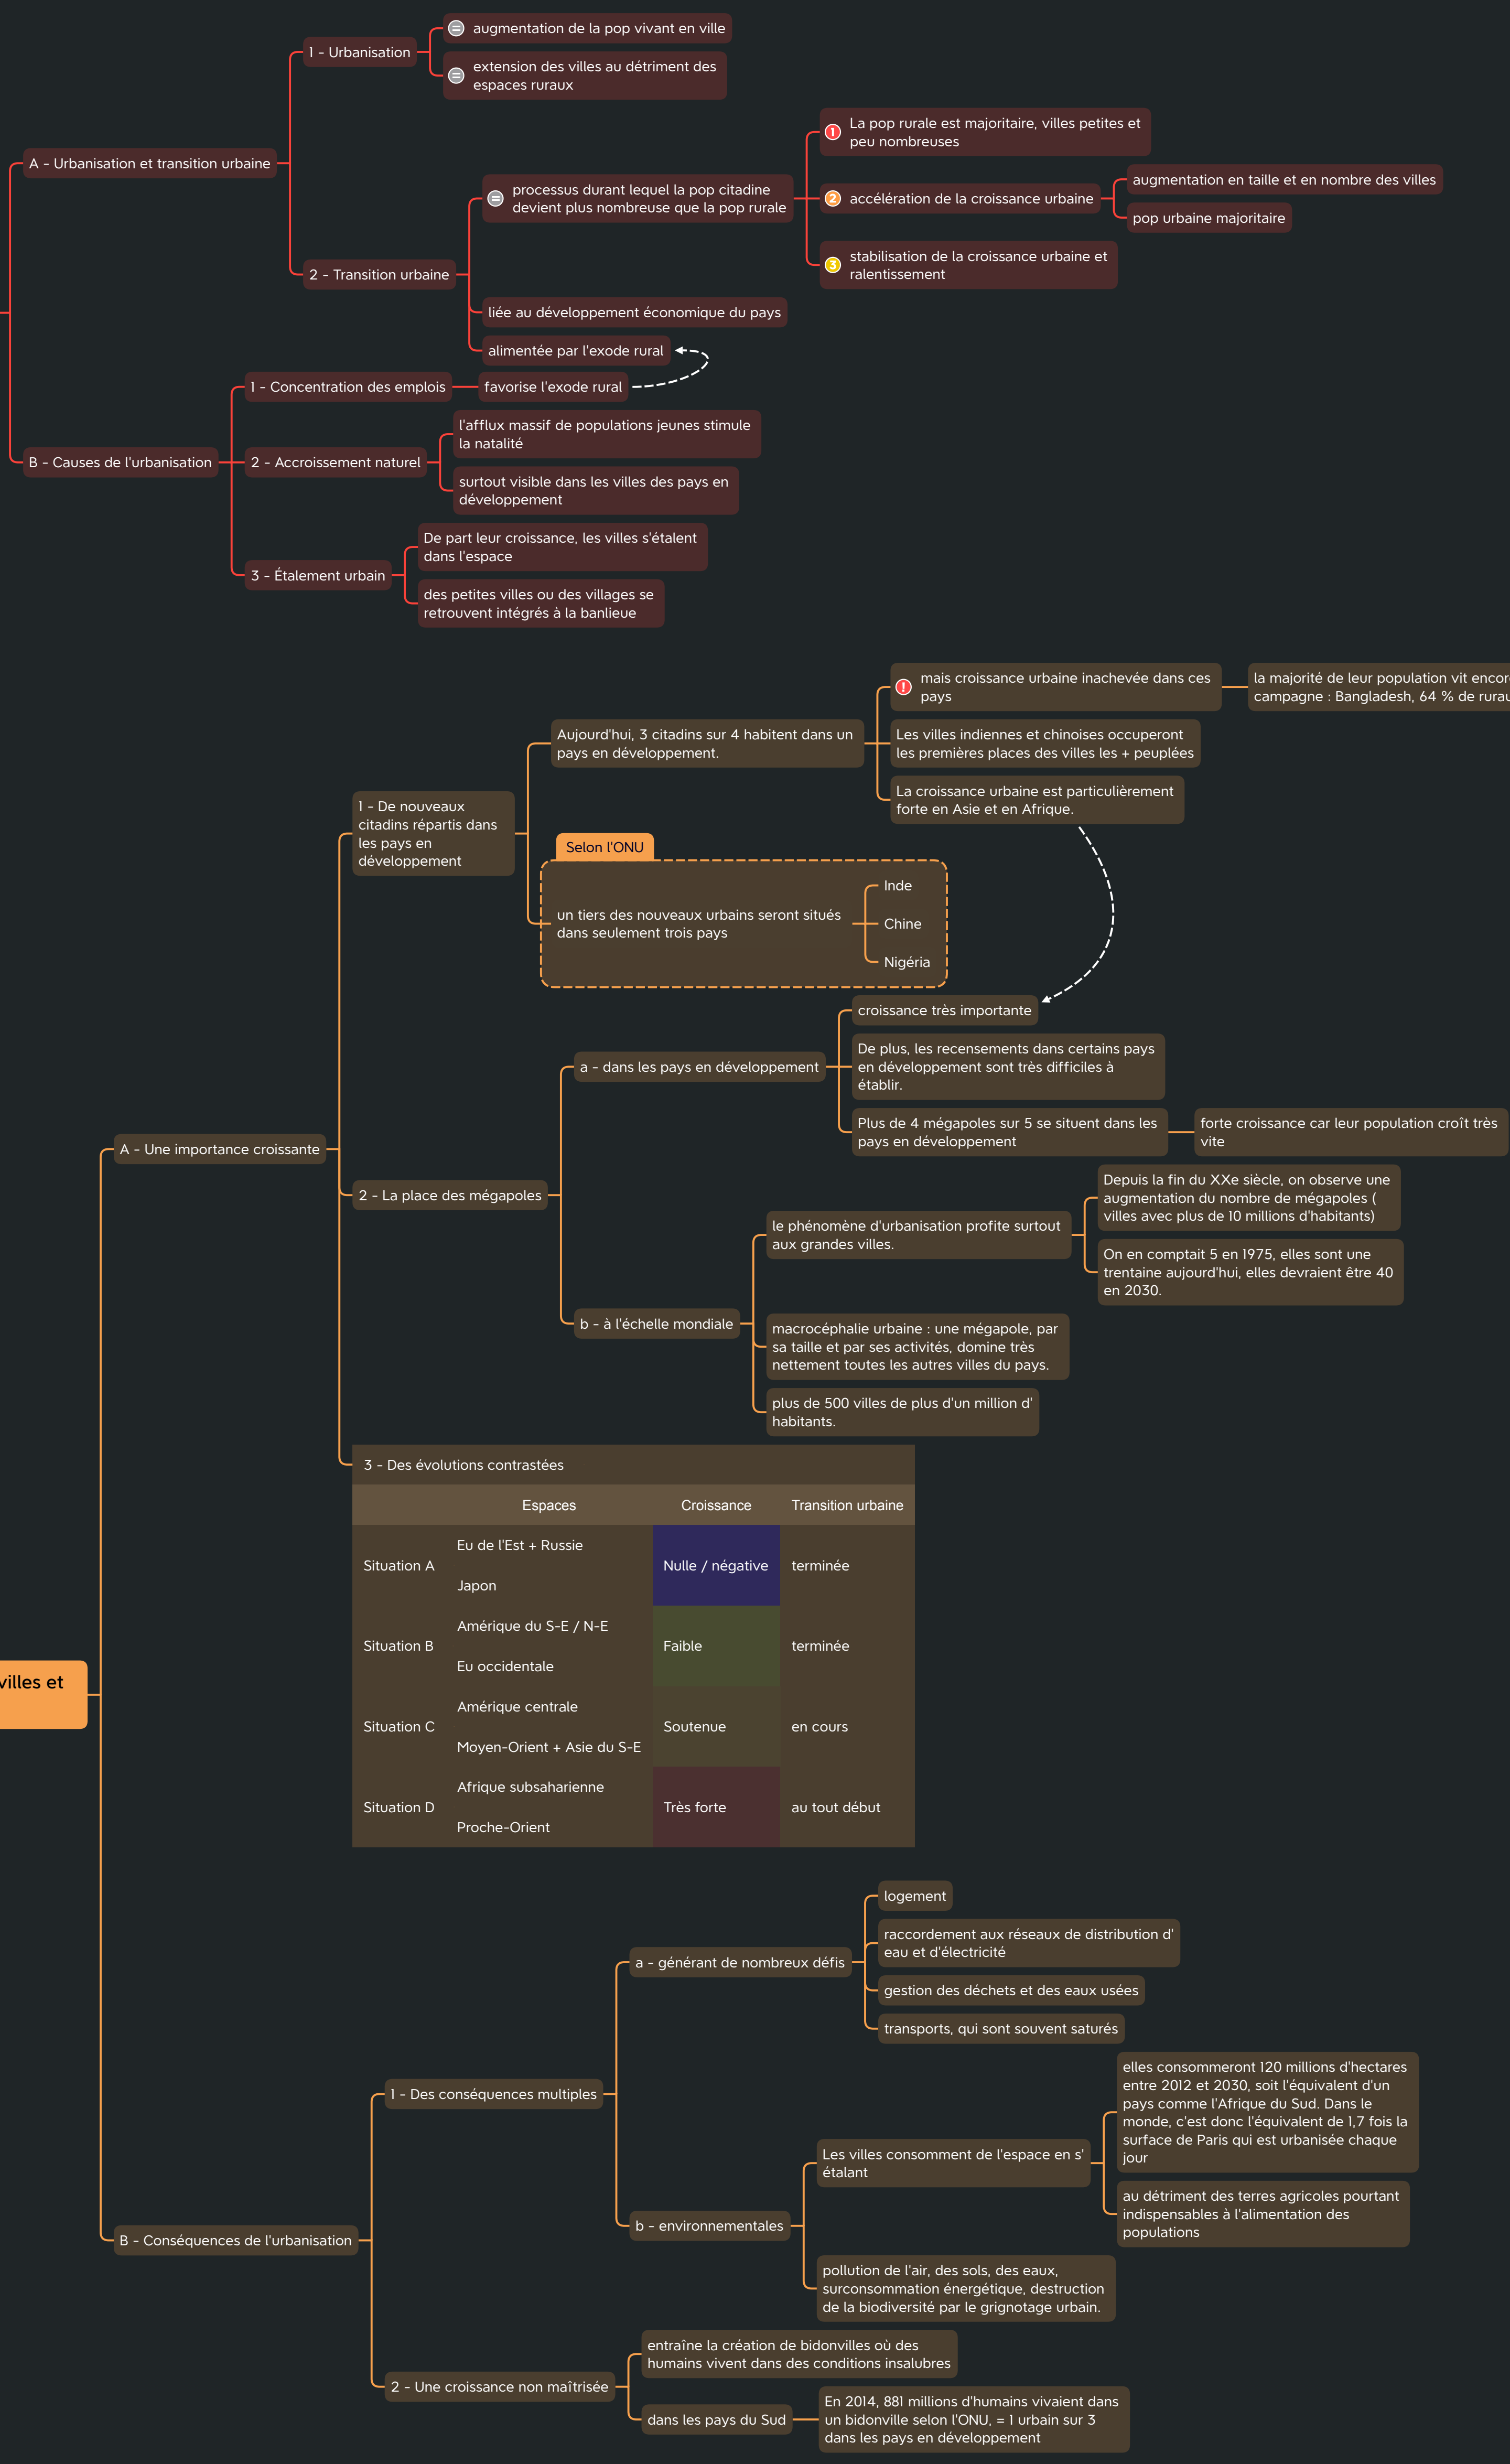 1 - Urbanisation
augmentation de la pop vivant en ville
extension des villes au détriment des
espaces ruraux
A - Urbanisation et transition urbaine
2 - Transition urbaine
processus durant lequel la pop citadine
devient plus nombreuse que la pop rurale
1
La pop rurale est majoritaire, villes petites et
peu nombreuses
2
accélération de la croissance urbaine
augmentation en taille et en nombre des villes
pop urbaine majoritaire
3
stabilisation de la croissance urbaine et
ralentissement
liée au développement économique du pays
alimentée par l'exode rural
B - Causes de l'urbanisation
1 - Concentration des emplois
favorise l'exode rural
2 - Accroissement naturel
l'afflux massif de populations jeunes stimule
la natalité
surtout visible dans les villes des pays en
développement
3 - Étalement urbain
De part leur croissance, les villes s'étalent
dans l'espace
des petites villes ou des villages se
retrouvent intégrés à la banlieue
villes et
A - Une importance croissante
1 - De nouveaux
citadins répartis dans
les pays en
développement
Aujourd'hui, 3 citadins sur 4 habitent dans un
pays en développement.
mais croissance urbaine inachevée dans ces
pays
la majorité de leur population vit encor
campagne : Bangladesh, 64 % de rurau
Les villes indiennes et chinoises occuperont
les premières places des villes les + peuplées
La croissance urbaine est particulièrement
forte en Asie et en Afrique.
Selon l'ONU
un tiers des nouveaux urbains seront situés
dans seulement trois pays
Inde
Chine
Nigéria
2 - La place des mégapoles
a - dans les pays en développement
croissance très importante
De plus, les recensements dans certains pays
en développement sont très difficiles à
établir.
Plus de 4 mégapoles sur 5 se situent dans les
pays en développement
forte croissance car leur population croît très
vite
b - à l'échelle mondiale
le phénomène d'urbanisation profite surtout
aux grandes villes.
Depuis la fin du XXe siècle, on observe une
augmentation du nombre de mégapoles (
villes avec plus de 10 millions d'habitants)
On en comptait 5 en 1975, elles sont une
trentaine aujourd'hui, elles devraient être 40
en 2030.
macrocéphalie urbaine : une mégapole, par
sa taille et par ses activités, domine très
nettement toutes les autres villes du pays.
plus de 500 villes de plus d'un million d'
habitants.
3 - Des évolutions contrastées
Espaces Croissance Transition urbaine
Situation A
Eu de l'Est + Russie
Japon
Nulle / négative
terminée
Situation B
Amérique du S-E / N-E
Eu occidentale
Faible
terminée
Situation C
Amérique centrale
Moyen-Orient + Asie du S-E
Soutenue
en cours
Situation D
Afrique subsaharienne
Proche-Orient
Très forte
au tout début
B - Conséquences de l'urbanisation
1 - Des conséquences multiples
a - générant de nombreux défis
logement
raccordement aux réseaux de distribution d'
eau et d'électricité
gestion des déchets et des eaux usées
transports, qui sont souvent saturés
b - environnementales
Les villes consomment de l'espace en s'
étalant
elles consommeront 120 millions d'hectares
entre 2012 et 2030, soit l'équivalent d'un
pays comme l'Afrique du Sud. Dans le
monde, c'est donc l'équivalent de 1,7 fois la
surface de Paris qui est urbanisée chaque
jour
au détriment des terres agricoles pourtant
indispensables à l'alimentation des
populations
pollution de l'air, des sols, des eaux,
surconsommation énergétique, destruction
de la biodiversité par le grignotage urbain.
2 - Une croissance non maîtrisée
entraîne la création de bidonvilles où des
humains vivent dans des conditions insalubres
dans les pays du Sud
En 2014, 881 millions d'humains vivaient dans
un bidonville selon l'ONU, = 1 urbain sur 3
dans les pays en développement